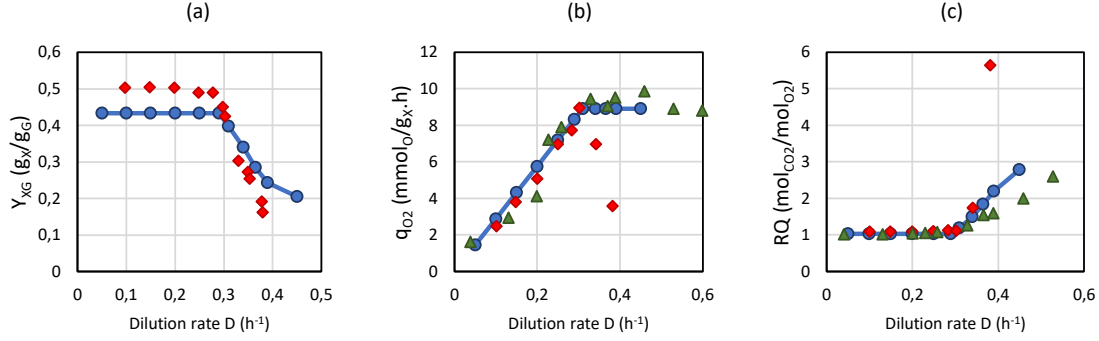 (a)
Y_XG (g_X/g_G)
0,6
0,5
0,4
0,3
0,2
0,1
0
0 0,1 0,2 0,3 0,4 0,5
Dilution rate D (h⁻¹)
(b)
q_O2 (mmol_O/g_X·h)
12
10
8
6
4
2
0
0 0,2 0,4 0,6
Dilution rate D (h⁻¹)
(c)
RQ (mol_CO2/mol_O2)
6
5
4
3
2
1
0
0 0,2 0,4 0,6
Dilution rate D (h⁻¹)